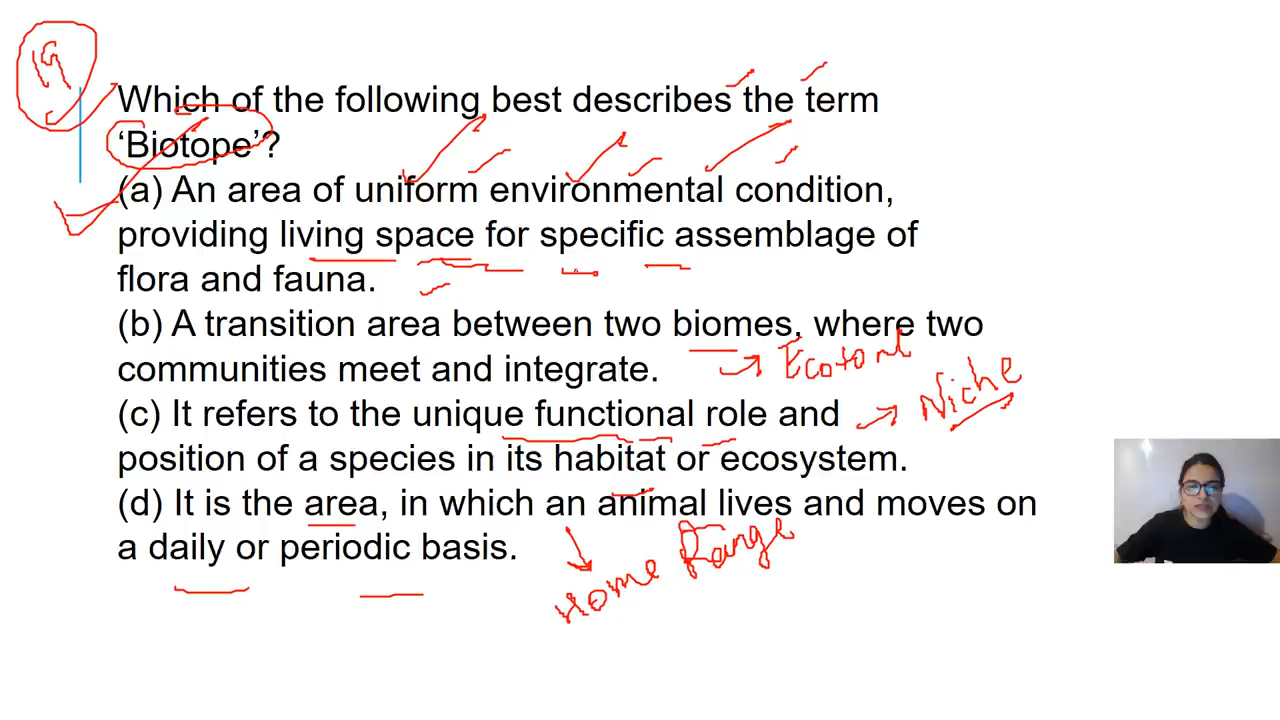 Which of the following best describes the term
‘Biotope’?
(a) An area of uniform environmental condition,
providing living space for specific assemblage of
flora and fauna.
(b) A transition area between two biomes, where two
communities meet and integrate.
Ecotone
(c) It refers to the unique functional role and
Niche
position of a species in its habitat or ecosystem.
(d) It is the area, in which an animal lives and moves on
a daily or periodic basis.
Home Range